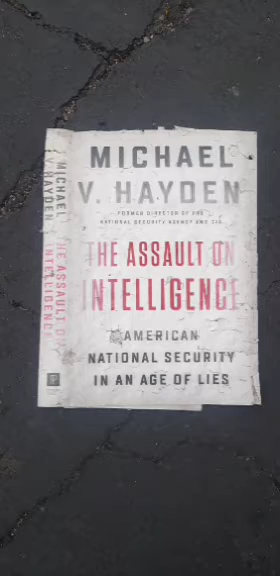 MICHAEL
V. HAYDEN
FORMER DIRECTOR OF THE
NATIONAL SECURITY AGENCY AND CIA
THE ASSAULT ON
INTELLIGENCE
AMERICAN
NATIONAL SECURITY
IN AN AGE OF LIES
MICHAEL
V. HAYDEN
THE ASSAULT ON
INTELLIGENCE